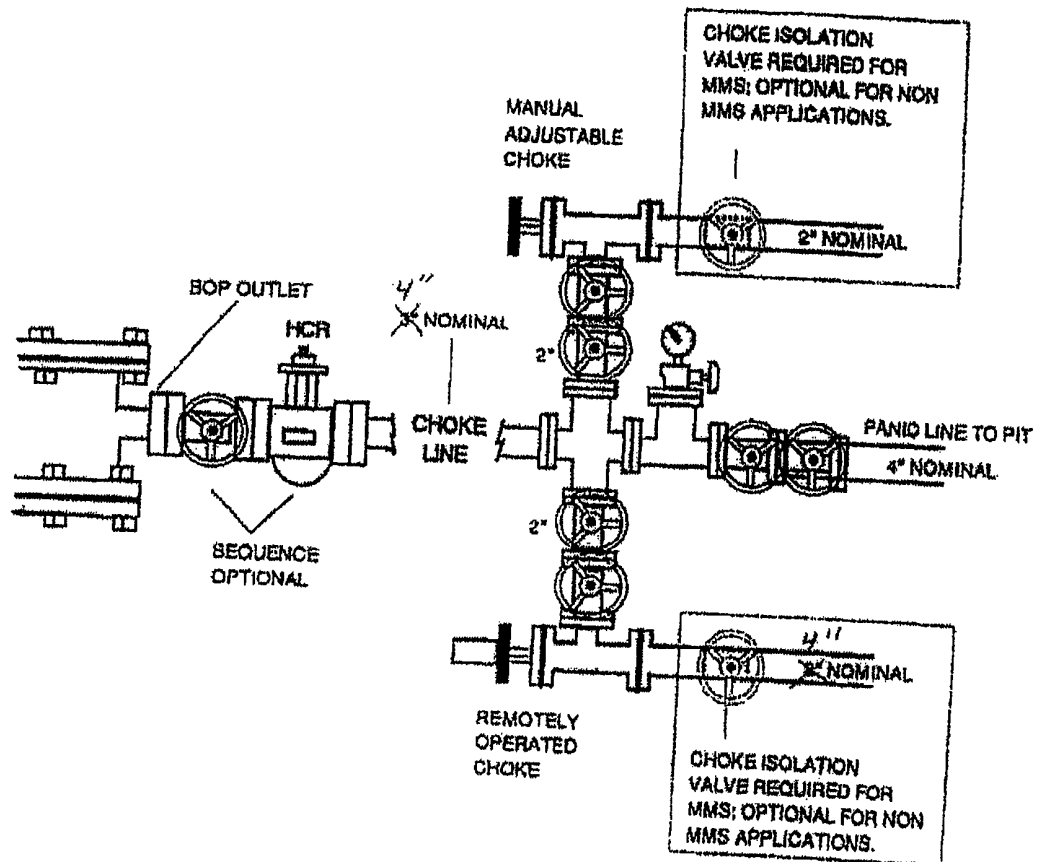 CHOKE ISOLATION
VALVE REQUIRED FOR
MMS; OPTIONAL FOR NON
MMS APPLICATIONS.
MANUAL
ADJUSTABLE
CHOKE
2" NOMINAL
BOP OUTLET
4"
3" NOMINAL
HCR
2"
CHOKE
LINE
PANIC LINE TO PIT
4" NOMINAL
2"
SEQUENCE
OPTIONAL
4"
NOMINAL
REMOTELY
OPERATED
CHOKE
CHOKE ISOLATION
VALVE REQUIRED FOR
MMS; OPTIONAL FOR NON
MMS APPLICATIONS.